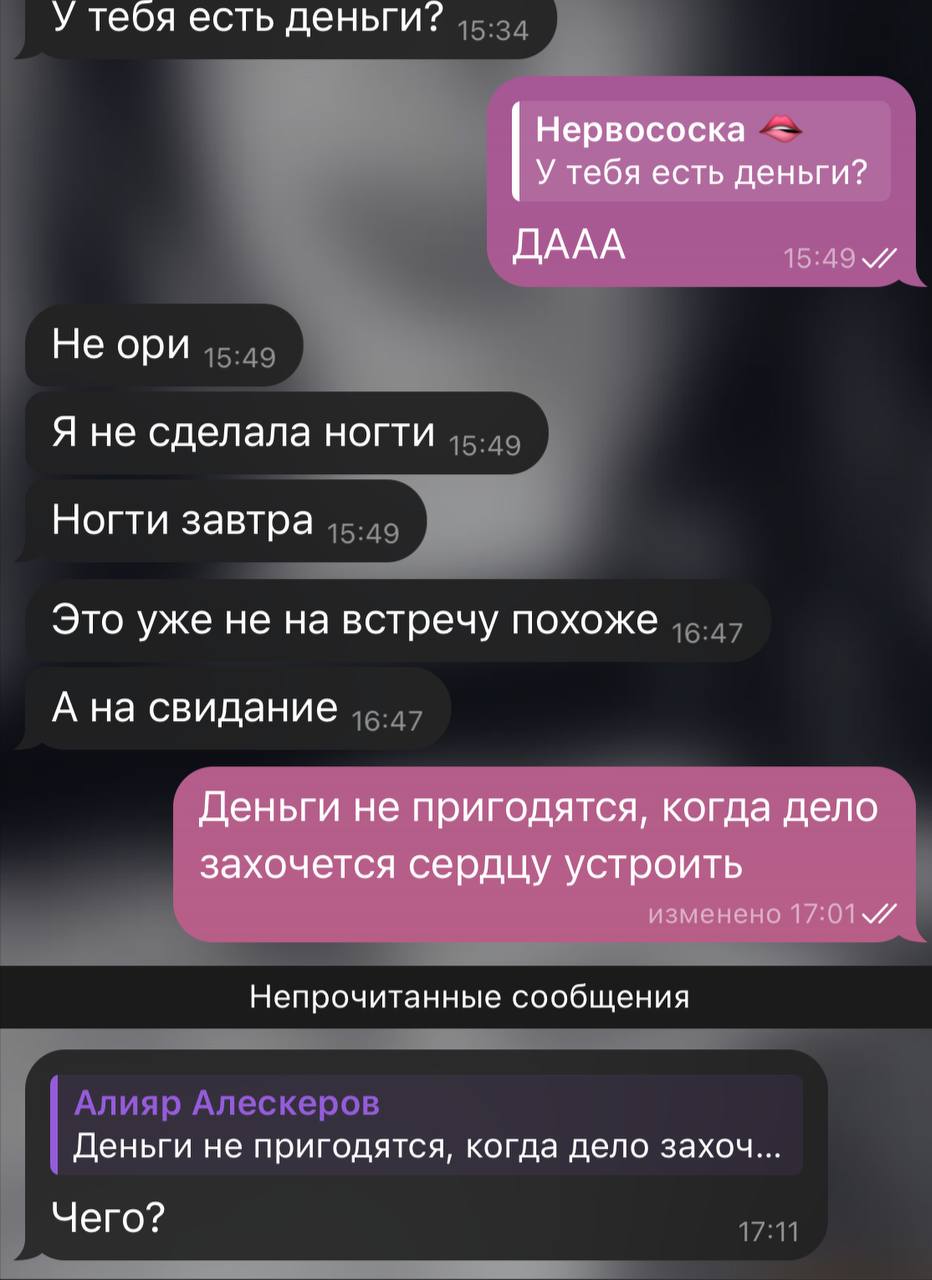 У тебя есть деньги? 15:34
Нервососка 🫦
У тебя есть деньги?
ДААА 15:49
Не ори 15:49
Я не сделала ногти 15:49
Ногти завтра 15:49
Это уже не на встречу похоже 16:47
А на свидание 16:47
Деньги не пригодятся, когда дело
захочется сердцу устроить
изменено 17:01
Непрочитанные сообщения
Алияр Алескеров
Деньги не пригодятся, когда дело захоч...
Чего? 17:11